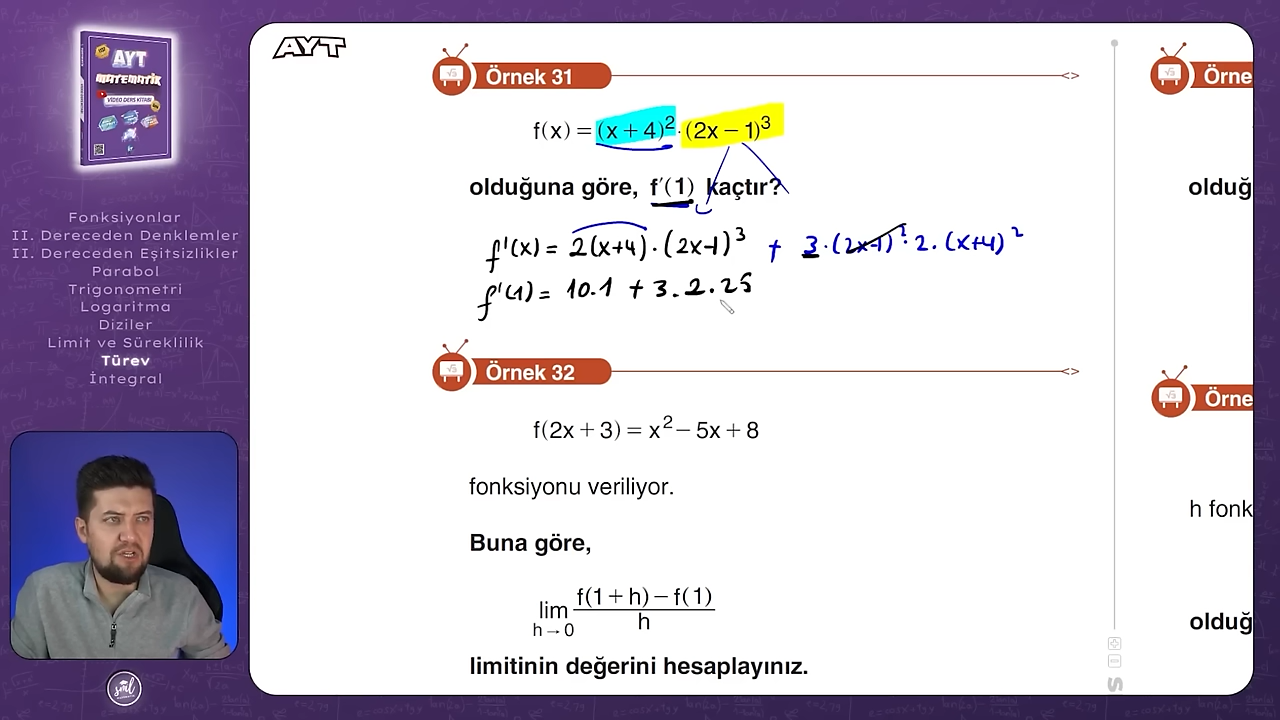 AYT
MATEMATİK
VİDEO DERS KİTABI
Fonksiyonlar
II. Dereceden Denklemler
II. Dereceden Eşitsizlikler
Parabol
Trigonometri
Logaritma
Diziler
Limit ve Süreklilik
Türev
İntegral
sml
AYT
Örnek 31
f(x) = (x + 4)² · (2x − 1)³
olduğuna göre, f′(1) kaçtır?
f'(x) = 2(x+4) · (2x-1)³ + 3 · (2x-1)² · 2 · (x+4)²
f'(1) = 10.1 + 3.2.25
Örnek 32
f(2x + 3) = x² − 5x + 8
fonksiyonu veriliyor.
Buna göre,
lim h→0 f(1 + h) − f(1) / h
limitinin değerini hesaplayınız.
Örne
olduğ
Örne
h fonk
olduğ